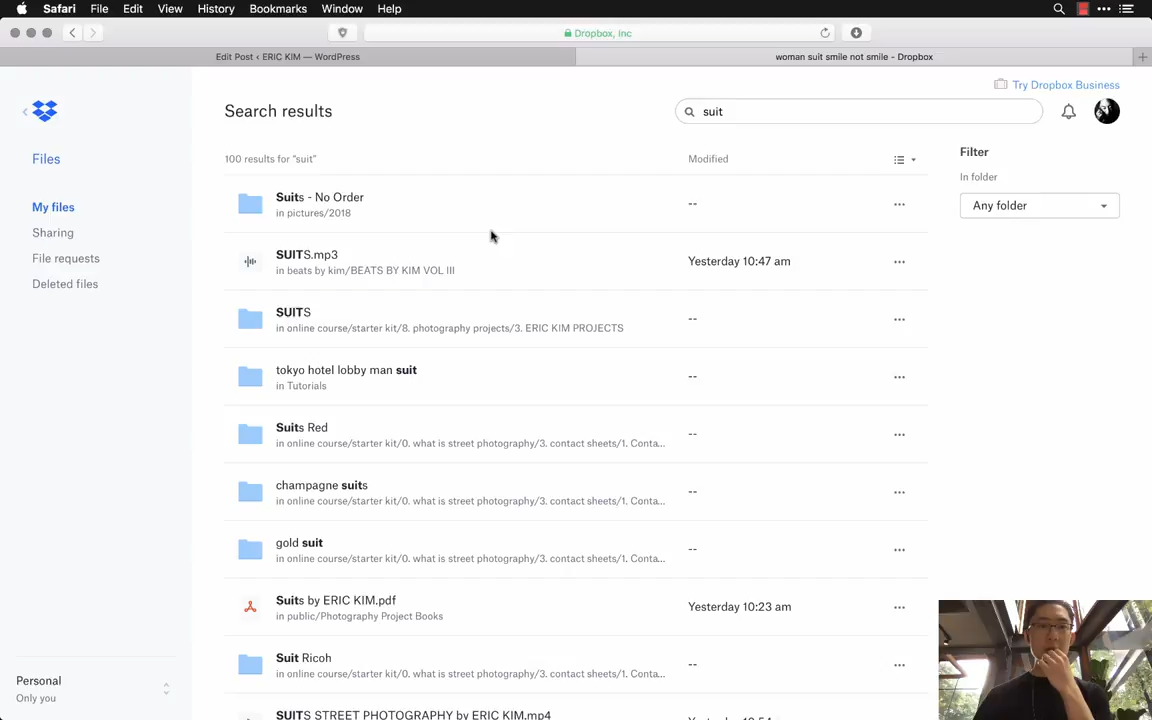 Safari File Edit View History Bookmarks Window Help
Dropbox, Inc
Edit Post ‹ ERIC KIM — WordPress
woman suit smile not smile - Dropbox
Try Dropbox Business
Search results
suit
Files
100 results for "suit"
Modified
Filter
In folder
Any folder
My files
Sharing
File requests
Deleted files
Suits - No Order
in pictures/2018
--
SUITS.mp3
in beats by kim/BEATS BY KIM VOL III
Yesterday 10:47 am
SUITS
in online course/starter kit/8. photography projects/3. ERIC KIM PROJECTS
--
tokyo hotel lobby man suit
in Tutorials
--
Suits Red
in online course/starter kit/0. what is street photography/3. contact sheets/1. Conta...
--
champagne suits
in online course/starter kit/0. what is street photography/3. contact sheets/1. Conta...
--
gold suit
in online course/starter kit/0. what is street photography/3. contact sheets/1. Conta...
--
Suits by ERIC KIM.pdf
in public/Photography Project Books
Yesterday 10:23 am
Suit Ricoh
in online course/starter kit/0. what is street photography/3. contact sheets/1. Conta...
--
SUITS STREET PHOTOGRAPHY by ERIC KIM.mp4
Personal
Only you